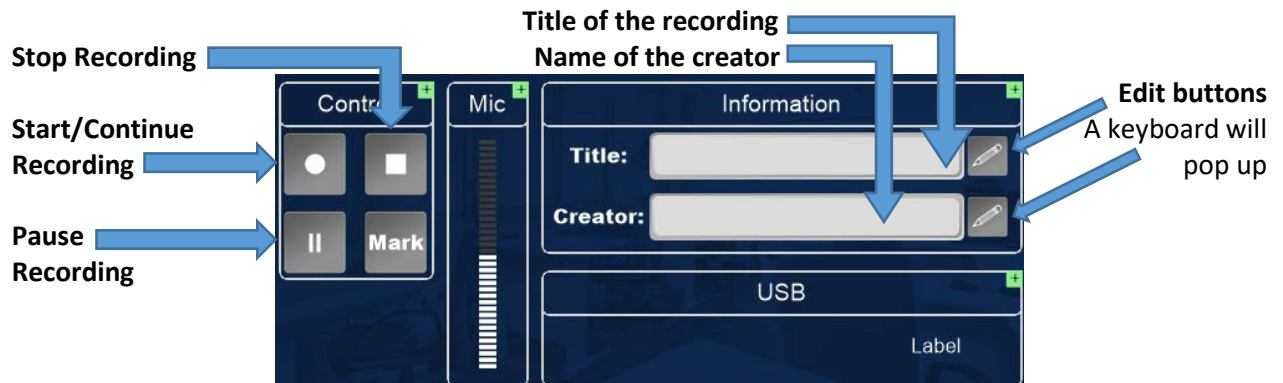 Title of the recording
Name of the creator
Stop Recording
Start/Continue
Recording
Pause
Recording
Edit buttons
A keyboard will
pop up
Mic
Information
Title:
Creator:
Mark
USB
Label